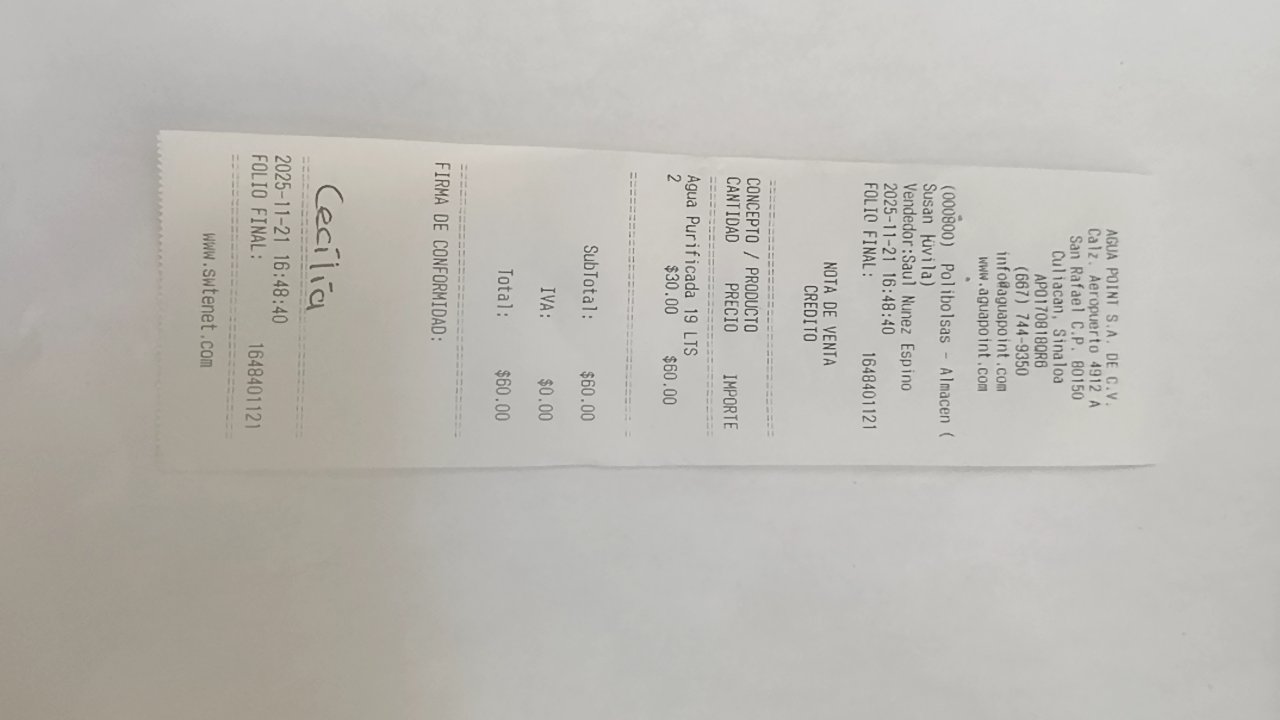 AGUA POINT S.A. DE C.V.
Calz. Aeropuerto 4912 A
San Rafael C.P. 80150
Culiacan, Sinaloa
APO170818QR6
(667) 744-9350
info@aguapoint.com
www.aguapoint.com
(000800) Polibolsas - Almacen (
Susan
Vendedor:Saul Nunez Espino
2025-11-21 16:48:40
FOLIO FINAL: 1648401121
NOTA DE VENTA
CREDITO
CONCEPTO / PRODUCTO
CANTIDAD PRECIO IMPORTE
Agua Purificada 19 LTS
2 $30.00 $60.00
SubTotal: $60.00
IVA: $0.00
Total: $60.00
FIRMA DE CONFORMIDAD:
Cecilia
2025-11-21 16:48:40
FOLIO FINAL: 1648401121
www.swtenet.com